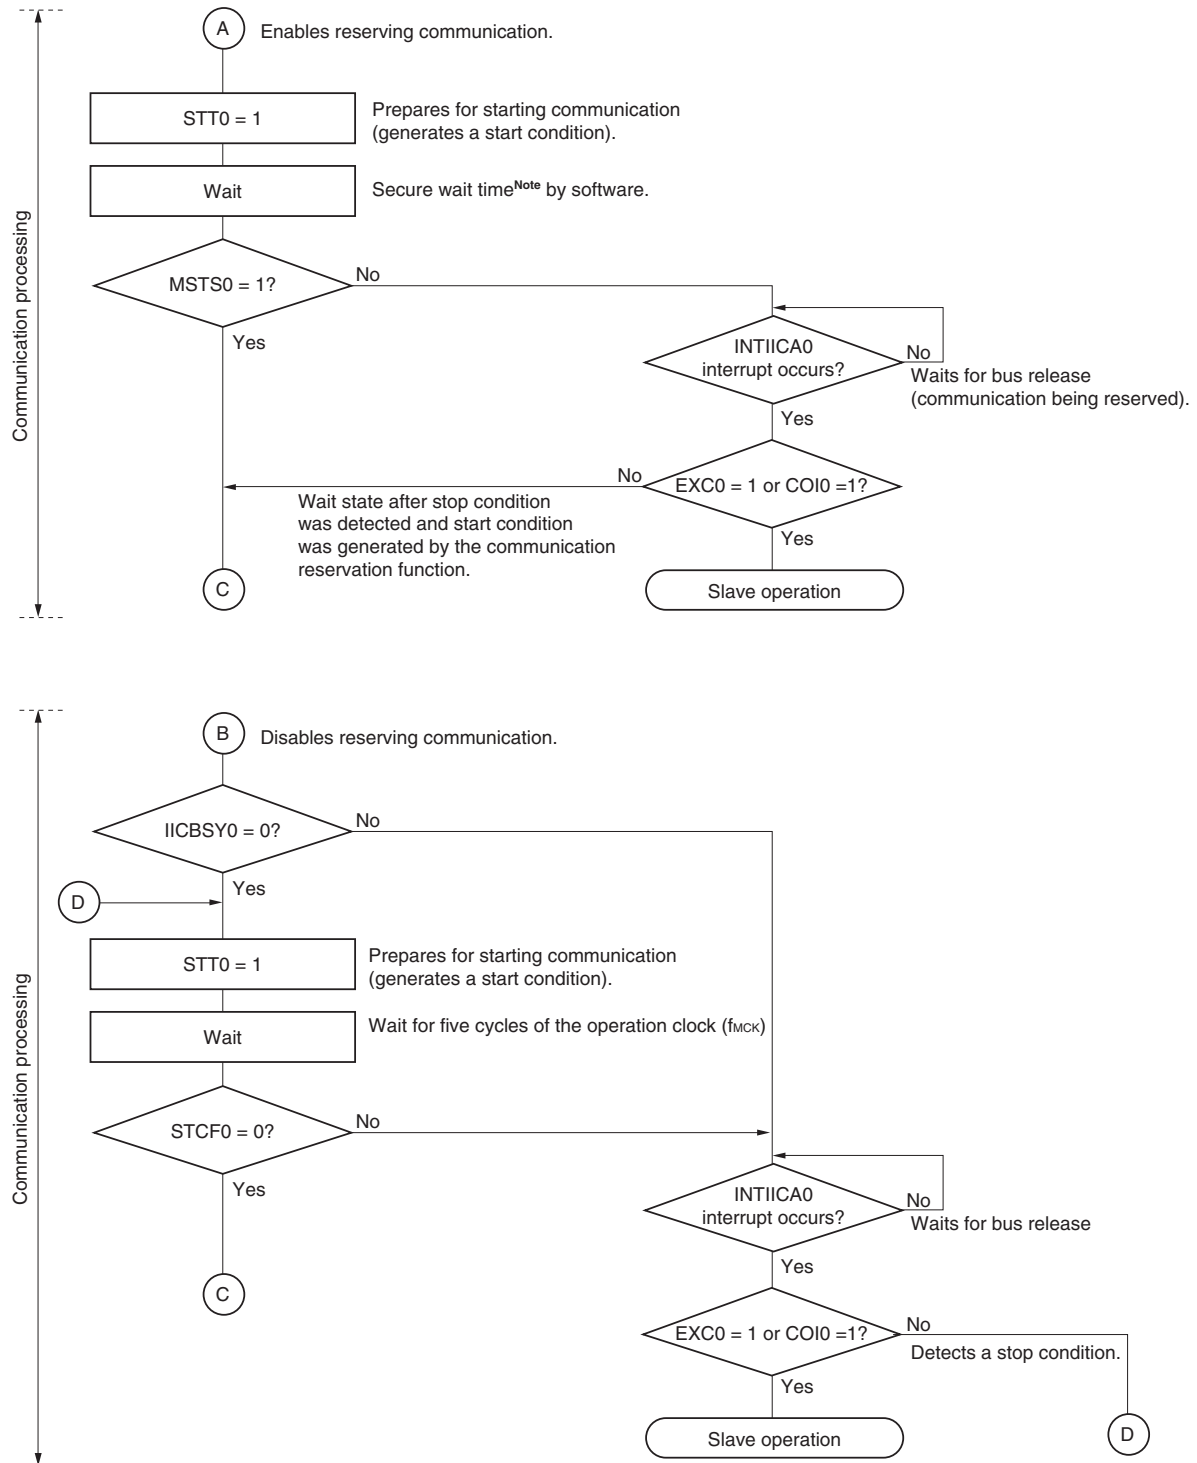 A
Enables reserving communication.
STT0 = 1
Prepares for starting communication
(generates a start condition).
Wait
Secure wait timeNote by software.
MSTS0 = 1?
No
Yes
INTIICA0
interrupt occurs?
No
Waits for bus release
(communication being reserved).
Yes
EXC0 = 1 or COI0 =1?
No
Wait state after stop condition
was detected and start condition
was generated by the communication
reservation function.
Yes
C
Slave operation
Communication processing
B
Disables reserving communication.
IICBSY0 = 0?
No
Yes
D
STT0 = 1
Prepares for starting communication
(generates a start condition).
Wait
Wait for five cycles of the operation clock (fMCK)
STCF0 = 0?
No
Yes
INTIICA0
interrupt occurs?
No
Waits for bus release
Yes
C
EXC0 = 1 or COI0 =1?
No
Detects a stop condition.
Yes
Slave operation
D
Communication processing